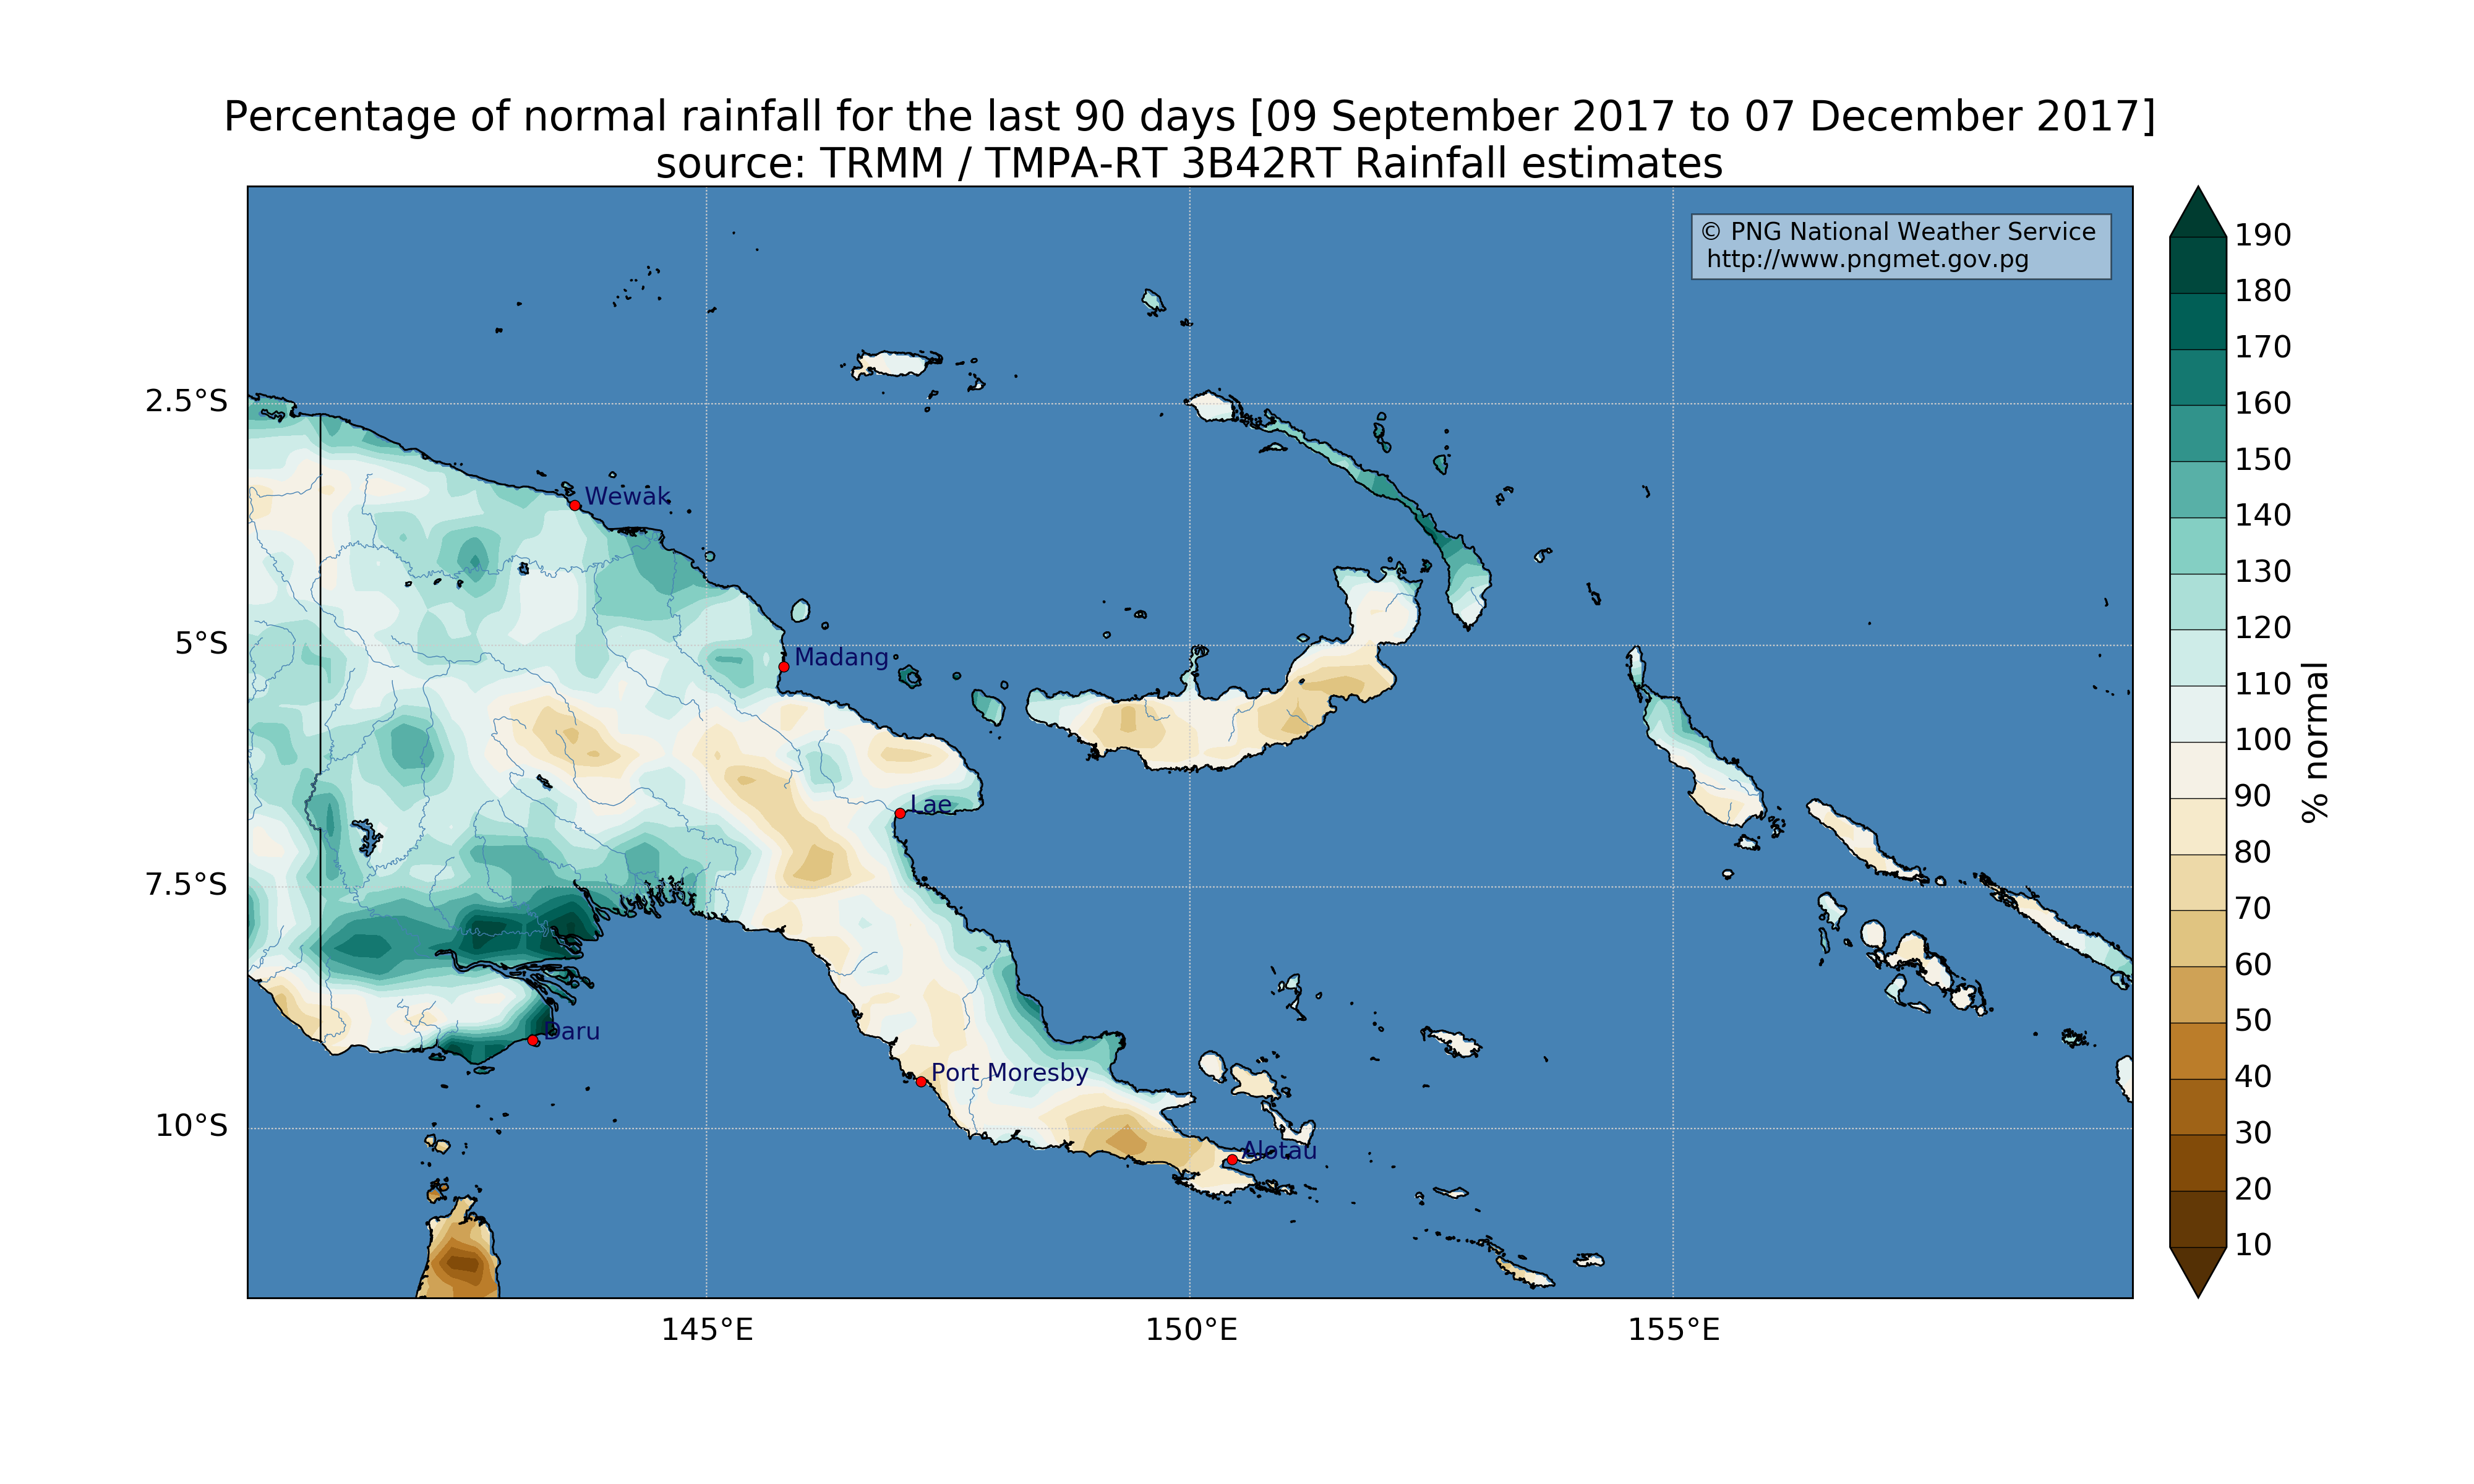 Percentage of normal rainfall for the last 90 days [09 September 2017 to 07 December 2017]
source: TRMM / TMPA-RT 3B42RT Rainfall estimates
© PNG National Weather Service
http://www.pngmet.gov.pg
190
180
170
160
150
140
130
120
110
100
90
80
70
60
50
40
30
20
10
% normal
2.5°S
5°S
7.5°S
10°S
Wewak
Madang
Lae
Daru
Port Moresby
Alotau
145°E
150°E
155°E